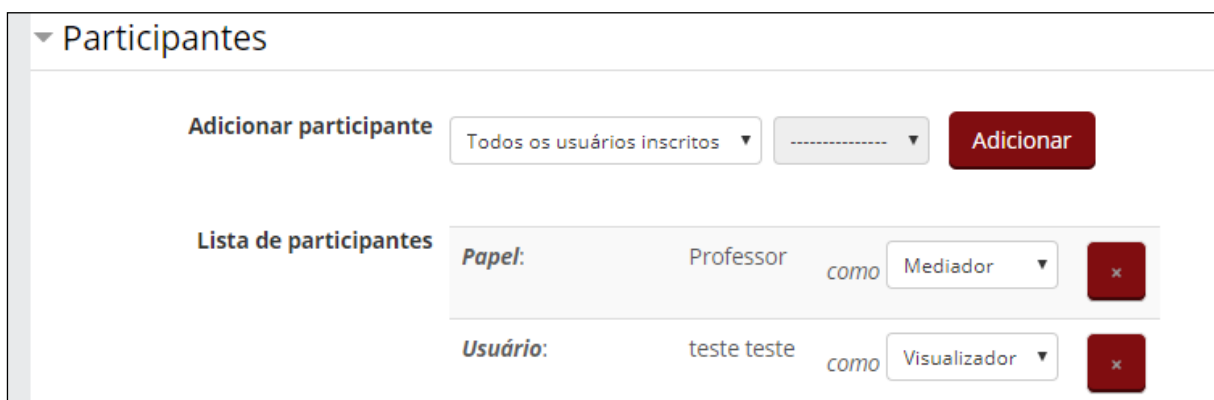 Participantes
Adicionar participante Todos os usuários inscritos --------------- Adicionar
Lista de participantes Papel: Professor como Mediador ×
Usuário: teste teste como Visualizador ×